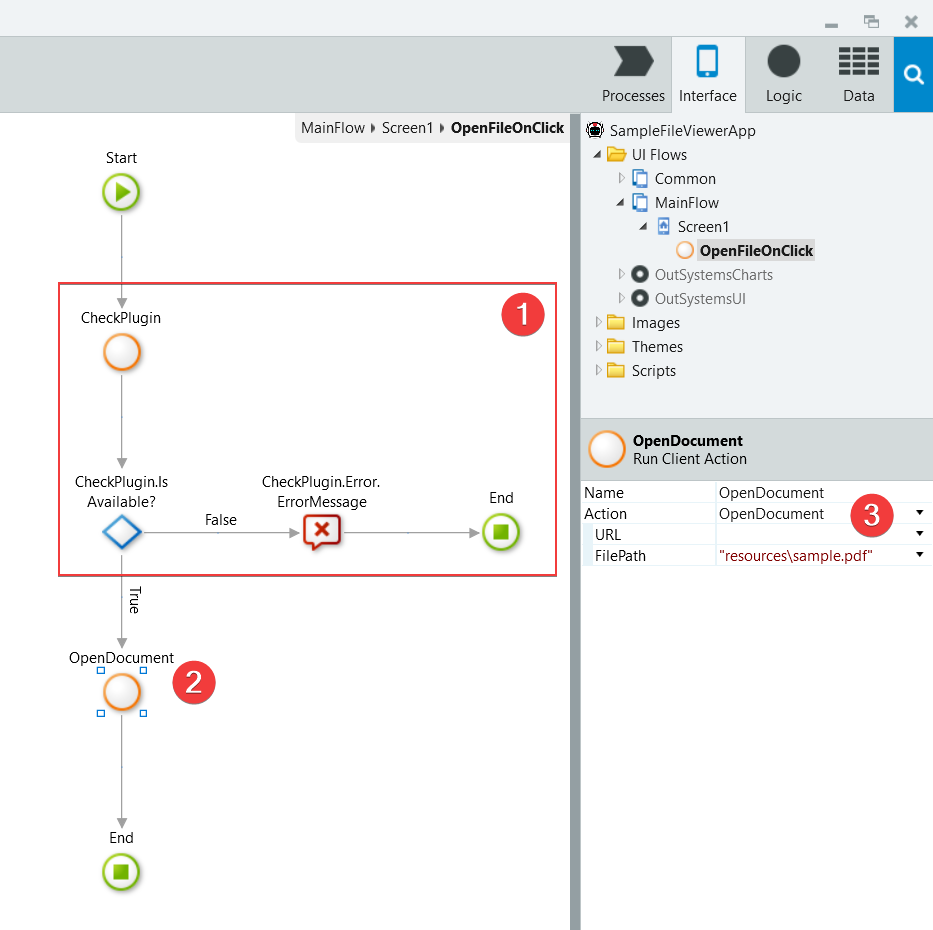 Processes
Interface
Logic
Data
MainFlow
Screen1
OpenFileOnClick
Start
1
CheckPlugin
CheckPlugin.Is
Available?
CheckPlugin.Error.
ErrorMessage
End
False
True
OpenDocument
2
End
SampleFileViewerApp
UI Flows
Common
MainFlow
Screen1
OpenFileOnClick
OutSystemsCharts
OutSystemsUI
Images
Themes
Scripts
OpenDocument
Run Client Action
Name OpenDocument
Action OpenDocument
3
URL
FilePath "resources\sample.pdf"